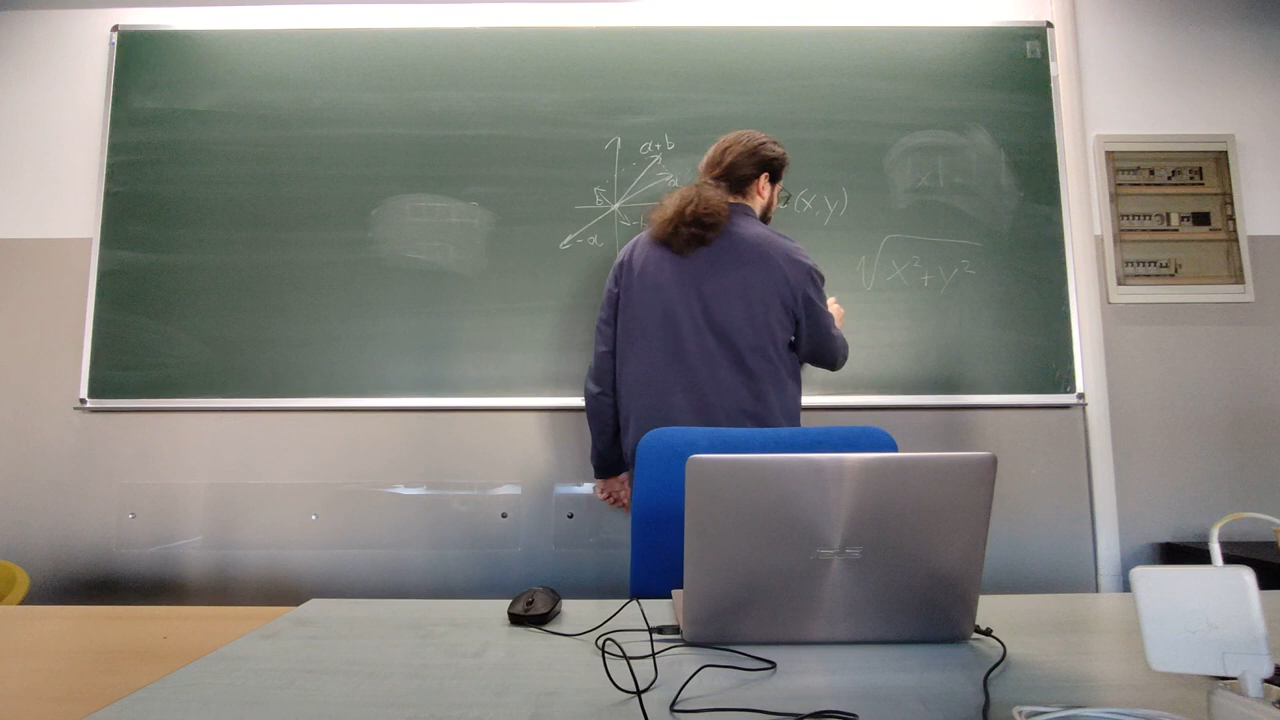 a+b
a
b
-b
-a
(x,y)
√x²+y²
ASUS